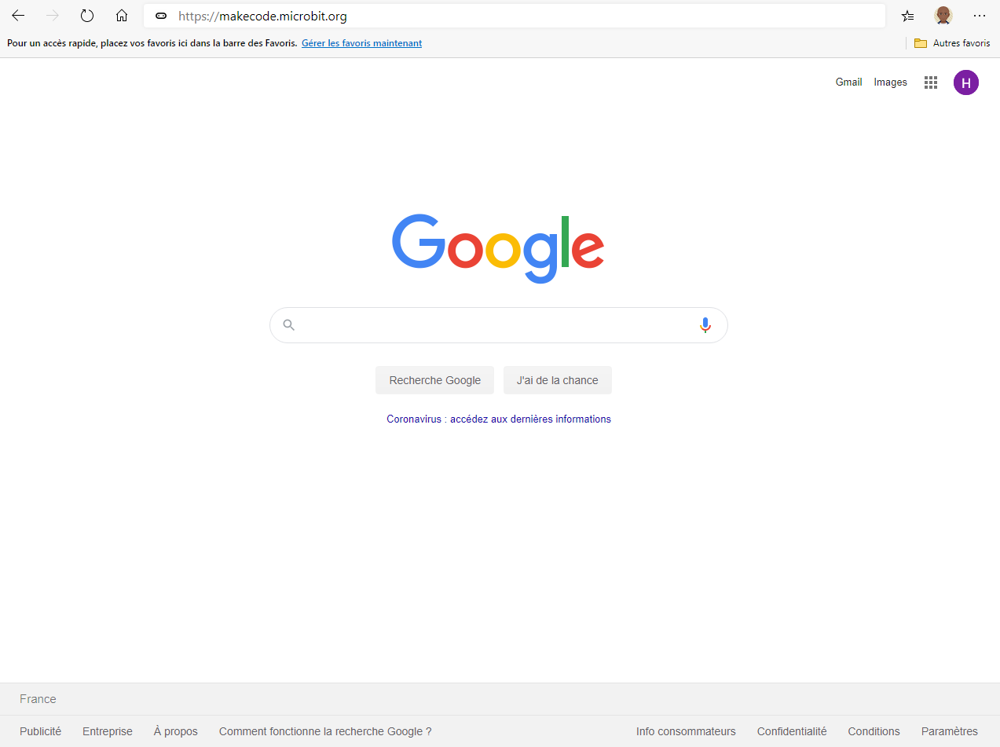 https://makecode.microbit.org
Pour un accès rapide, placez vos favoris ici dans la barre des Favoris. Gérer les favoris maintenant
Autres favoris
Gmail Images H
Google
Recherche Google J'ai de la chance
Coronavirus : accédez aux dernières informations
France
Publicité Entreprise À propos Comment fonctionne la recherche Google ? Info consommateurs Confidentialité Conditions Paramètres